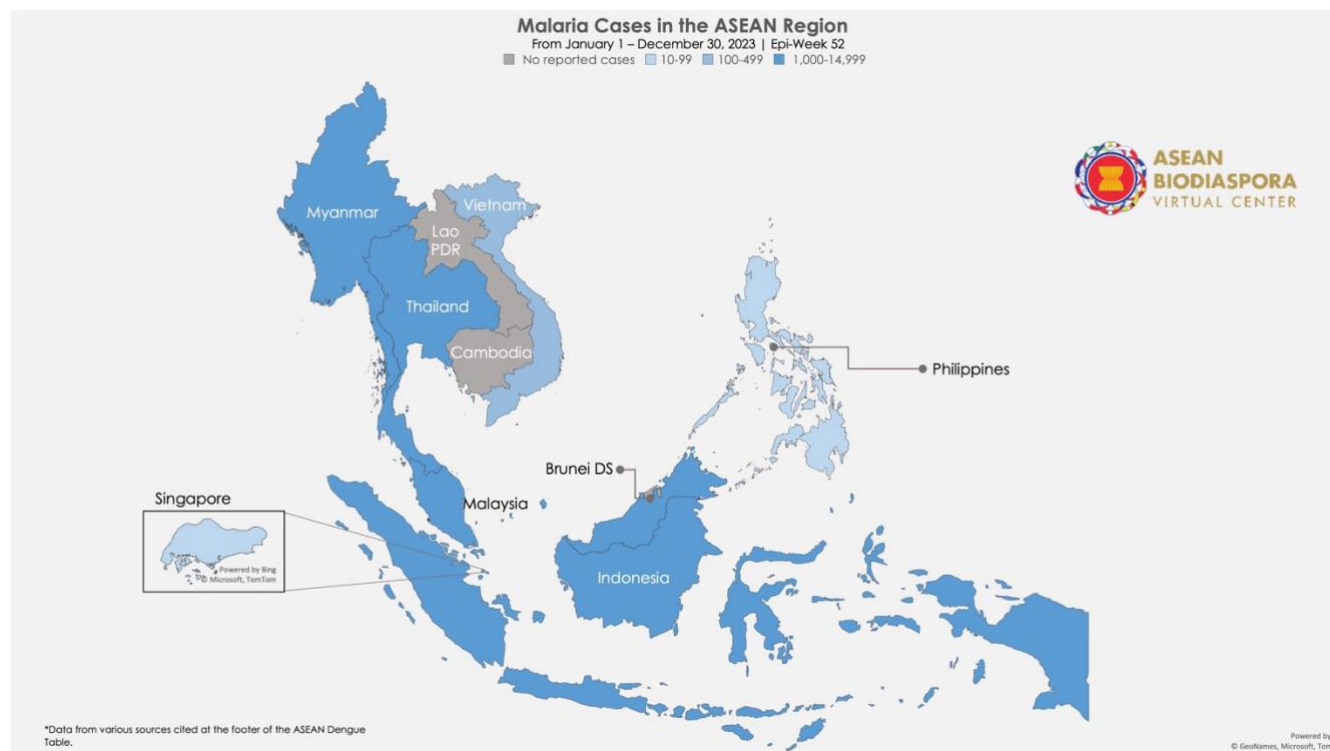 Malaria Cases in the ASEAN Region
From January 1 – December 30, 2023 | Epi-Week 52
No reported cases 10-99 100-499 1,000-14,999
ASEAN
BIODIASPORA
VIRTUAL CENTER
Myanmar
Vietnam
Lao
PDR
Thailand
Cambodia
Philippines
Brunei DS
Singapore
Malaysia
Powered by Bing
© Microsoft, TomTom
Indonesia
*Data from various sources cited at the footer of the ASEAN Dengue
Table.
Powered by
© GeoNames, Microsoft, Tom